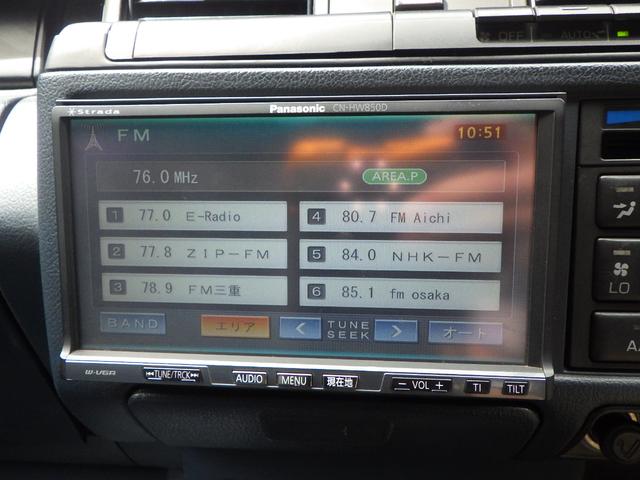 OFF AUTO
Strada Panasonic CN-HW850D
FM 10:51
76.0 MHz AREA.P
1 77.0 E-Radio
2 77.8 ZIP-FM
3 78.9 FM三重
4 80.7 FM Aichi
5 84.0 NHK-FM
6 85.1 fm osaka
BAND エリア < TUNE SEEK > オート
W-VGA TUNE/TRCK AUDIO MENU 現在地 − VOL + TI TILT
LO